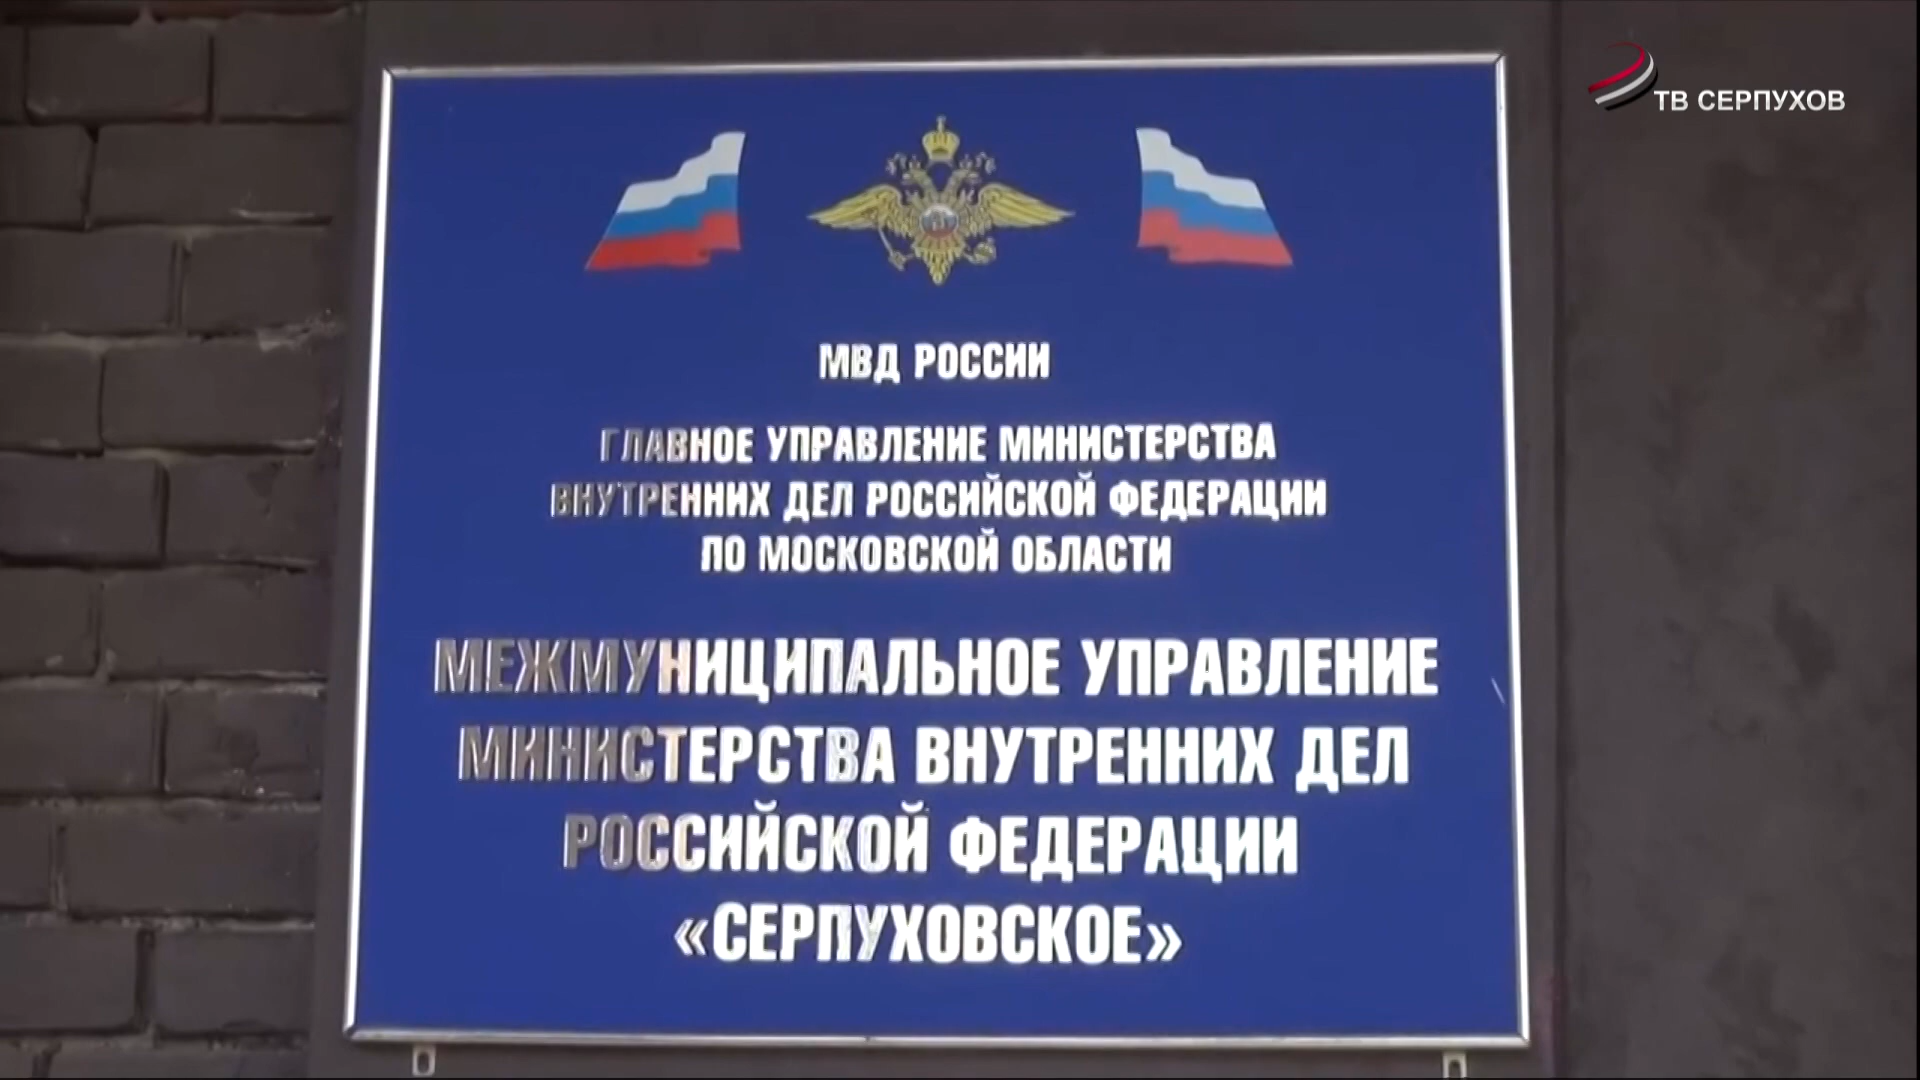 ТВ СЕРПУХОВ
МВД РОССИИ
ГЛАВНОЕ УПРАВЛЕНИЕ МИНИСТЕРСТВА
ВНУТРЕННИХ ДЕЛ РОССИЙСКОЙ ФЕДЕРАЦИИ
ПО МОСКОВСКОЙ ОБЛАСТИ
МЕЖМУНИЦИПАЛЬНОЕ УПРАВЛЕНИЕ
МИНИСТЕРСТВА ВНУТРЕННИХ ДЕЛ
РОССИЙСКОЙ ФЕДЕРАЦИИ
«СЕРПУХОВСКОЕ»